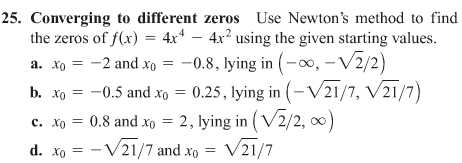 25. Converging to different zeros Use Newton's method to find
the zeros of f(x) = 4x⁴ − 4x² using the given starting values.
a. x₀ = −2 and x₀ = −0.8, lying in (−∞, −√2/2)
b. x₀ = −0.5 and x₀ = 0.25, lying in (−√21/7, √21/7)
c. x₀ = 0.8 and x₀ = 2, lying in (√2/2, ∞)
d. x₀ = −√21/7 and x₀ = √21/7